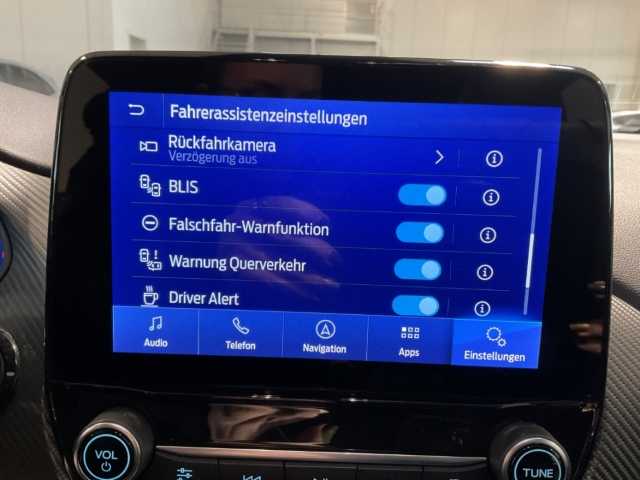 Fahrerassistenzeinstellungen
Rückfahrkamera
Verzögerung aus
BLIS
Falschfahr-Warnfunktion
Warnung Querverkehr
Driver Alert
Audio
Telefon
Navigation
Apps
Einstellungen
VOL
TUNE